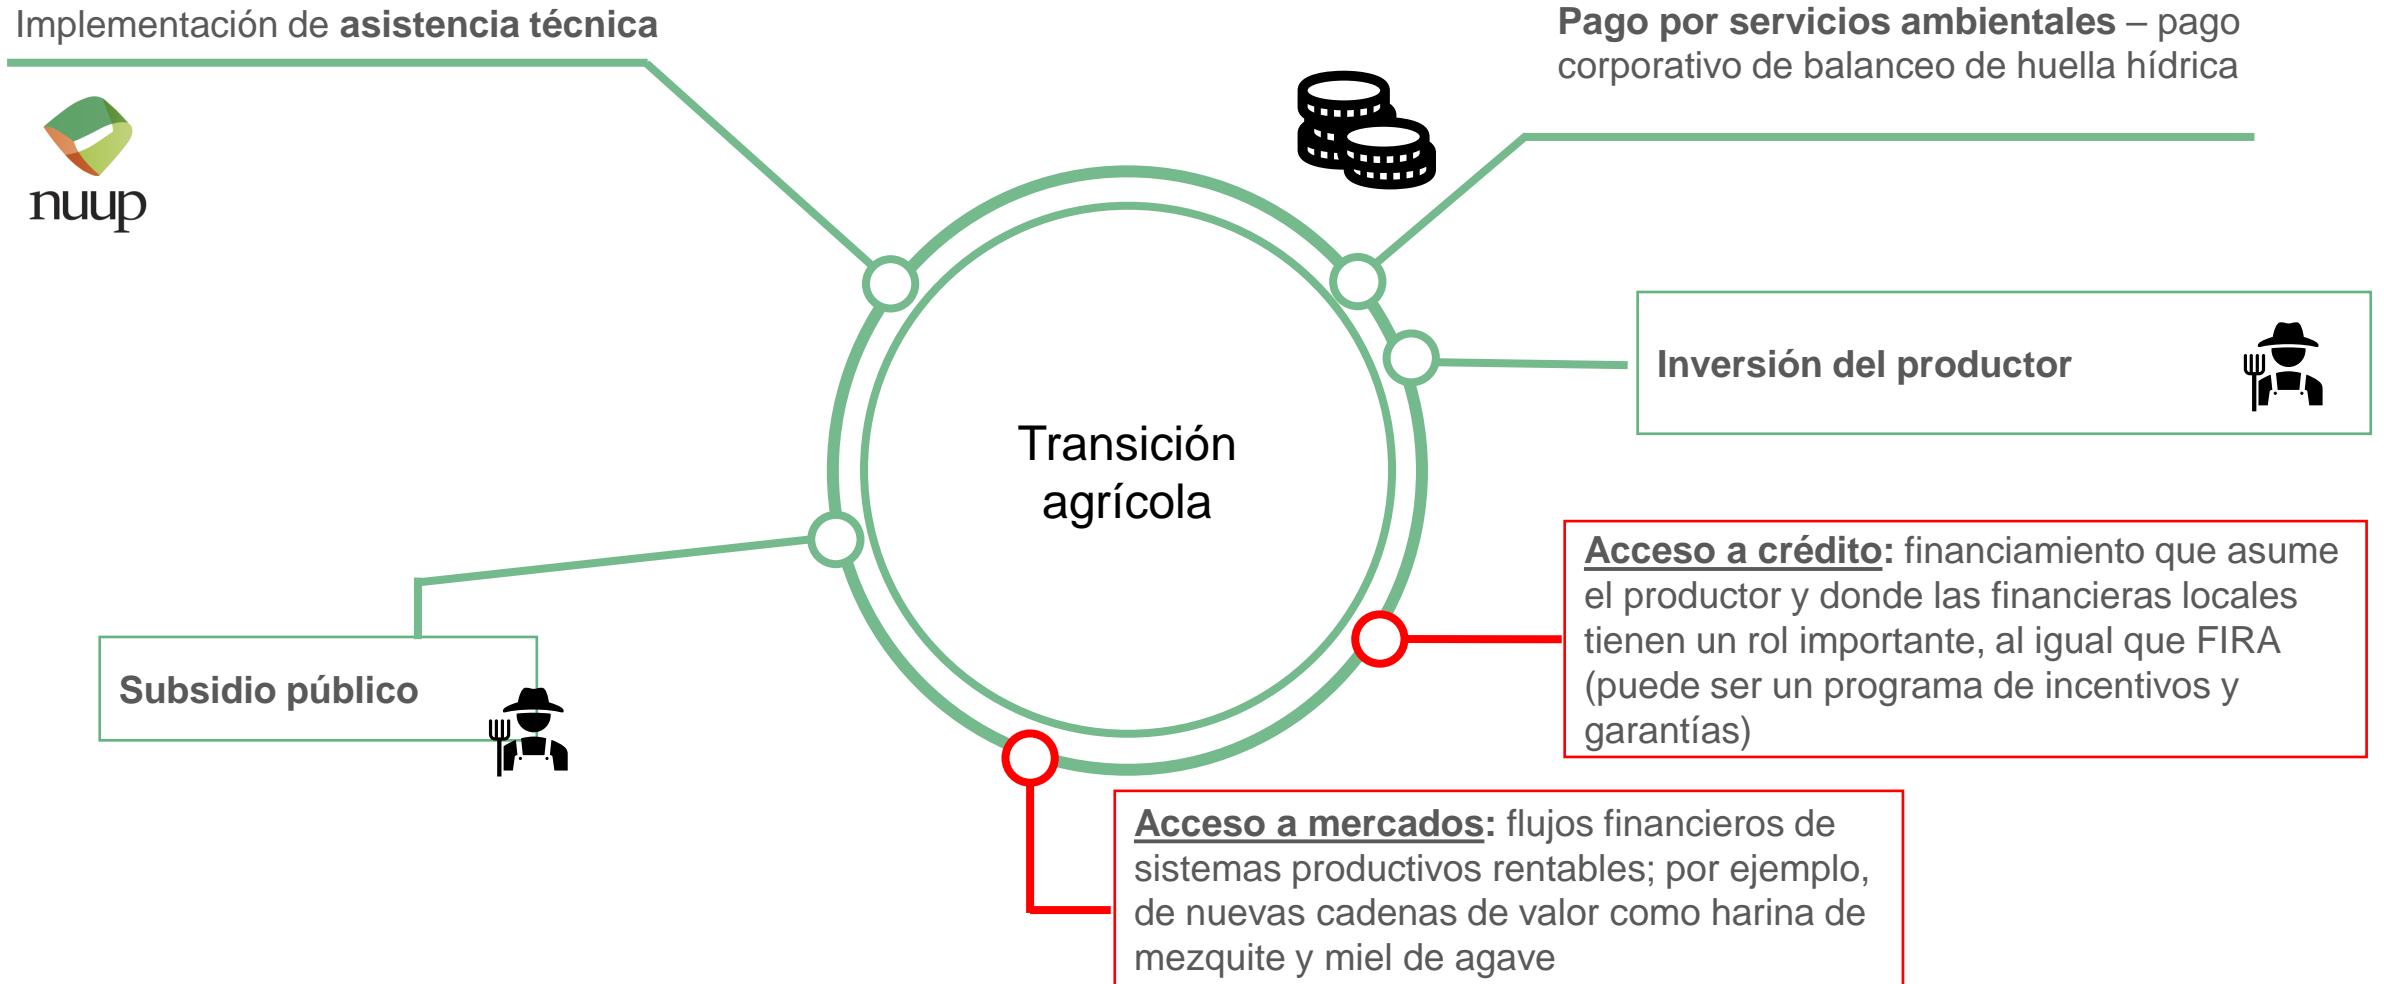 Implementación de asistencia técnica
nuup
Pago por servicios ambientales – pago
corporativo de balanceo de huella hídrica
Inversión del productor
Transición
agrícola
Acceso a crédito: financiamiento que asume
el productor y donde las financieras locales
tienen un rol importante, al igual que FIRA
(puede ser un programa de incentivos y
garantías)
Subsidio público
Acceso a mercados: flujos financieros de
sistemas productivos rentables; por ejemplo,
de nuevas cadenas de valor como harina de
mezquite y miel de agave